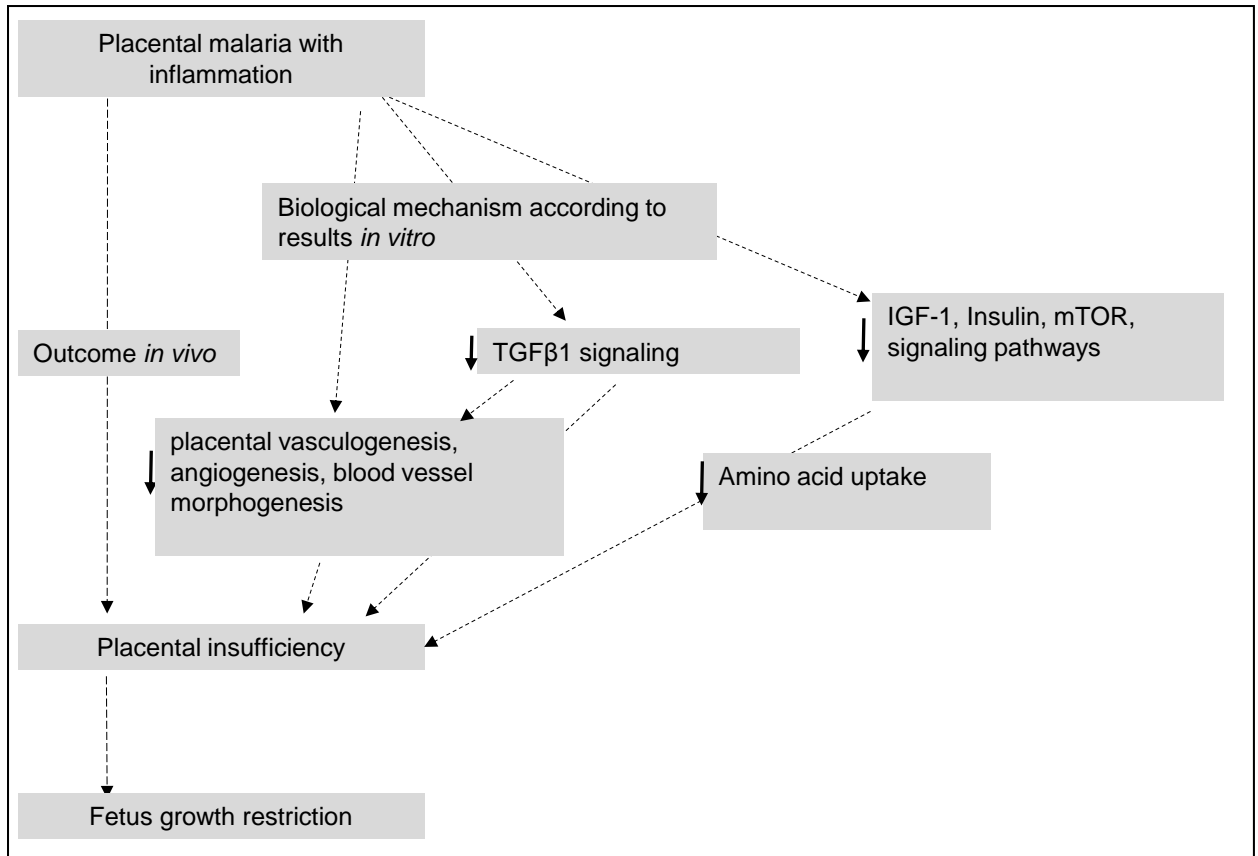 Placental malaria with
inflammation
Biological mechanism according to
results in vitro
IGF-1, Insulin, mTOR,
signaling pathways
Outcome in vivo
TGFβ1 signaling
placental vasculogenesis,
angiogenesis, blood vessel
morphogenesis
Amino acid uptake
Placental insufficiency
Fetus growth restriction